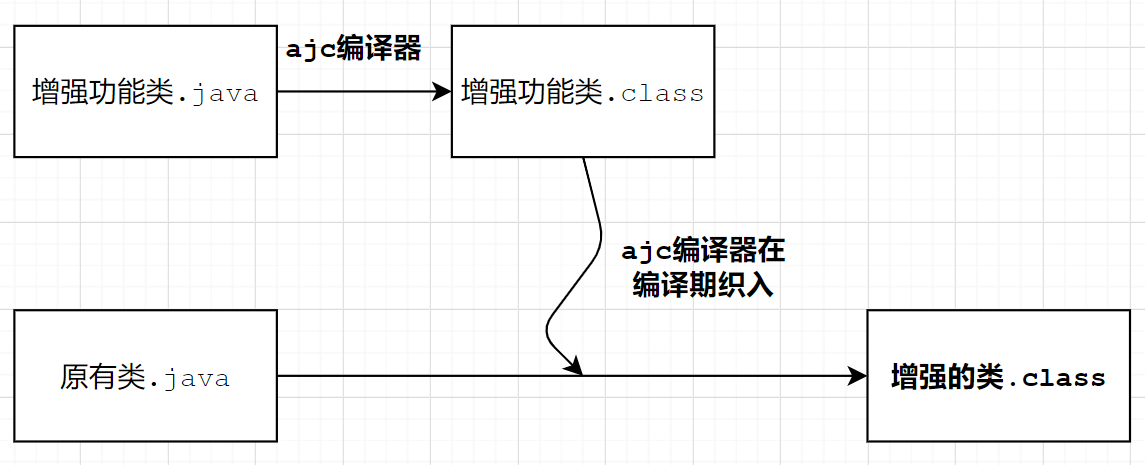 ajc编译器
增强功能类.java
增强功能类.class
ajc编译器在
编译期织入
原有类.java
增强的类.class